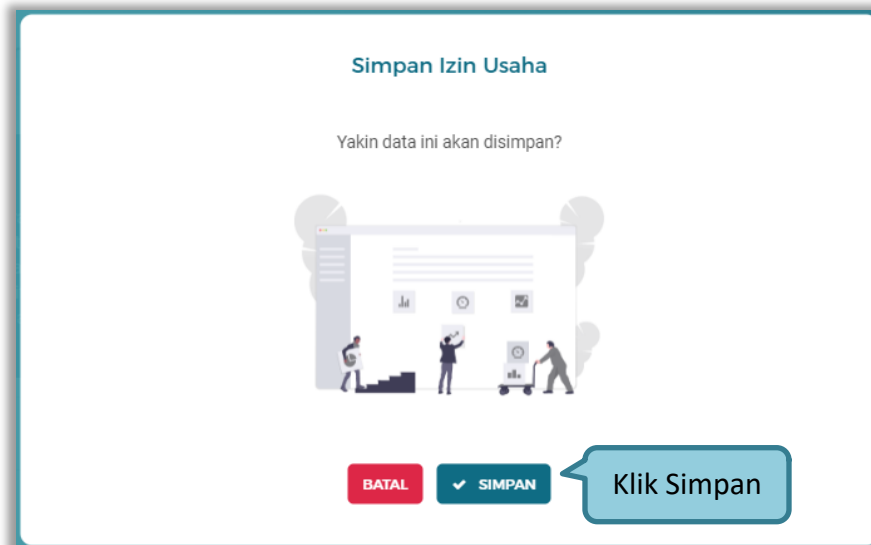 Simpan Izin Usaha
Yakin data ini akan disimpan?
BATAL
SIMPAN
Klik Simpan